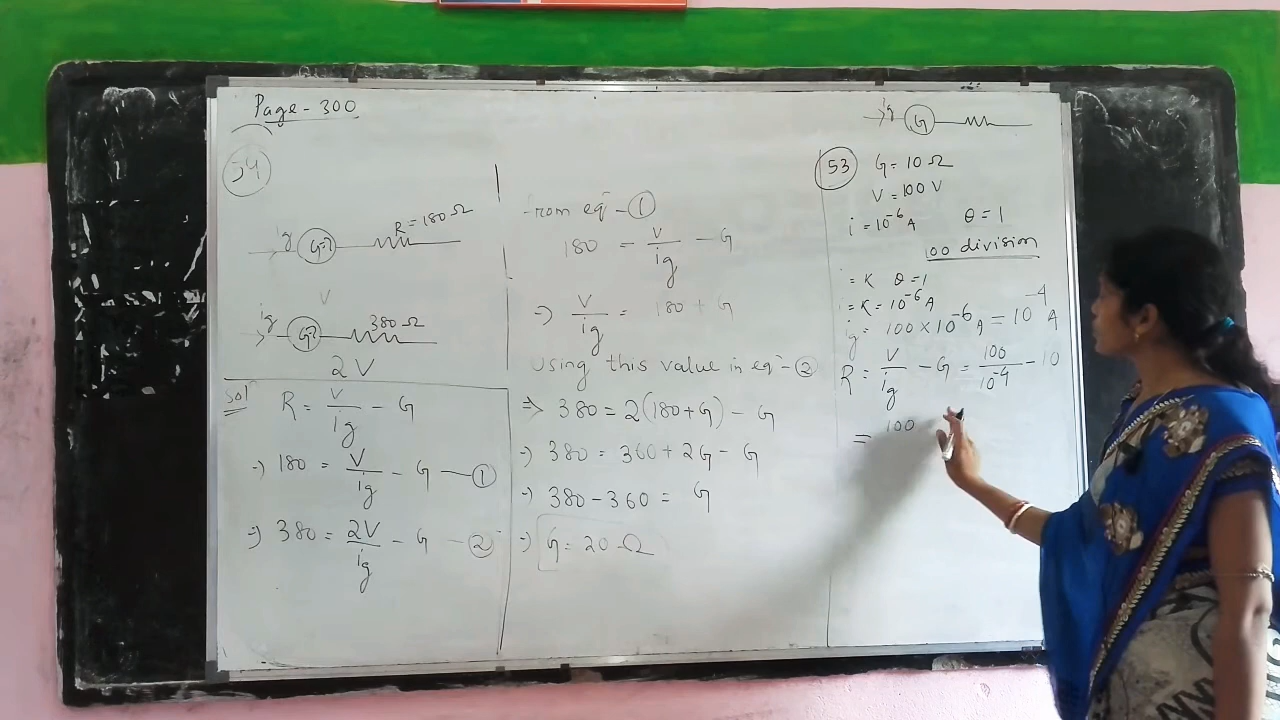 Page - 300
54
ig G=? R = 180 Ω
V
ig G? 380 Ω
2V
Sol
R = V/ig - G
→ 180 = V/ig - G — ①
→ 380 = 2V/ig - G — ②
from eq - ①
180 = V/ig - G
→ V/ig = 180 + G
Using this value in eq - ②
⇒ 380 = 2(180+G) - G
→ 380 = 360 + 2G - G
→ 380 - 360 = G
→ G = 20 Ω
ig G
53 G = 10 Ω
V = 100 V
i = 10⁻⁶ A θ = 1
100 division
i = K θ = 1
i = K = 10⁻⁶ A
ig = 100 × 10⁻⁶ A = 10⁻⁴ A
R = V/ig - G = 100/10⁻⁴ - 10
= 100